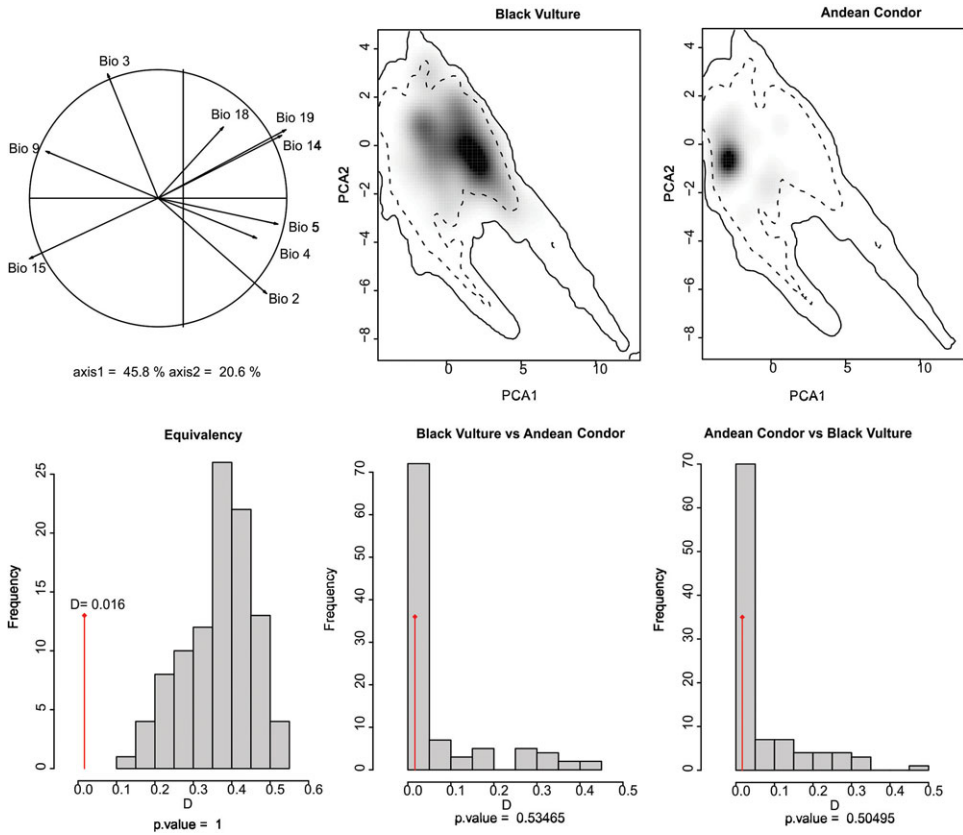 Bio 3
Bio 18
Bio 19
Bio 14
Bio 9
Bio 5
Bio 4
Bio 15
Bio 2
axis1 = 45.8 % axis2 = 20.6 %
Black Vulture
PCA2
4
2
0
-2
-4
-6
-8
0 5 10
PCA1
Andean Condor
PCA2
4
2
0
-2
-4
-6
-8
0 5 10
PCA1
Equivalency
Frequency
25
20
15
10
5
0
D= 0.016
0.0 0.1 0.2 0.3 0.4 0.5 0.6
D
p.value = 1
Black Vulture vs Andean Condor
Frequency
70
60
50
40
30
20
10
0
0.0 0.1 0.2 0.3 0.4 0.5
D
p.value = 0.53465
Andean Condor vs Black Vulture
Frequency
70
60
50
40
30
20
10
0
0.0 0.1 0.2 0.3 0.4 0.5
D
p.value = 0.50495